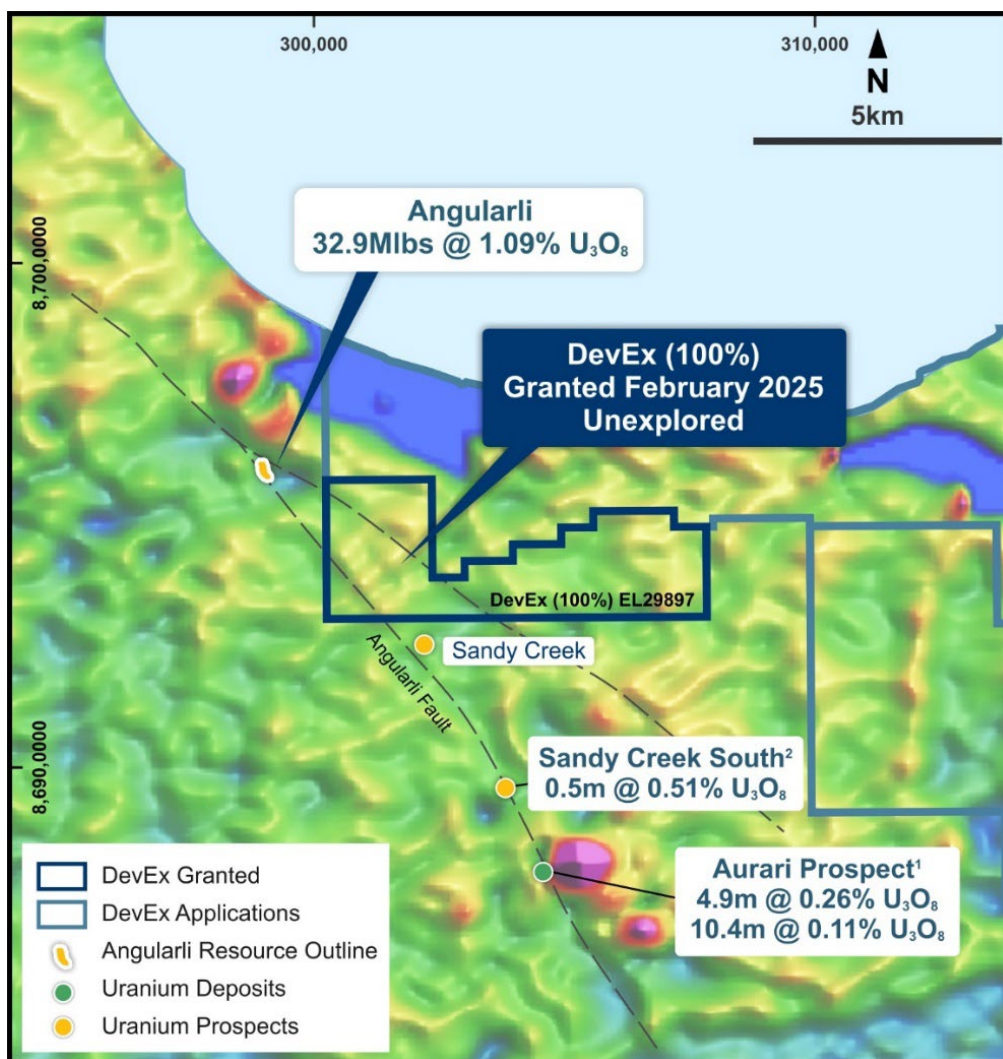 300,000
310,000
N
5km
8,700,0000
Angularli
32.9Mlbs @ 1.09% U₃O₈
DevEx (100%)
Granted February 2025
Unexplored
DevEx (100%) EL29897
Sandy Creek
Angularli Fault
8,690,0000
Sandy Creek South²
0.5m @ 0.51% U₃O₈
Aurari Prospect¹
4.9m @ 0.26% U₃O₈
10.4m @ 0.11% U₃O₈
DevEx Granted
DevEx Applications
Angularli Resource Outline
Uranium Deposits
Uranium Prospects